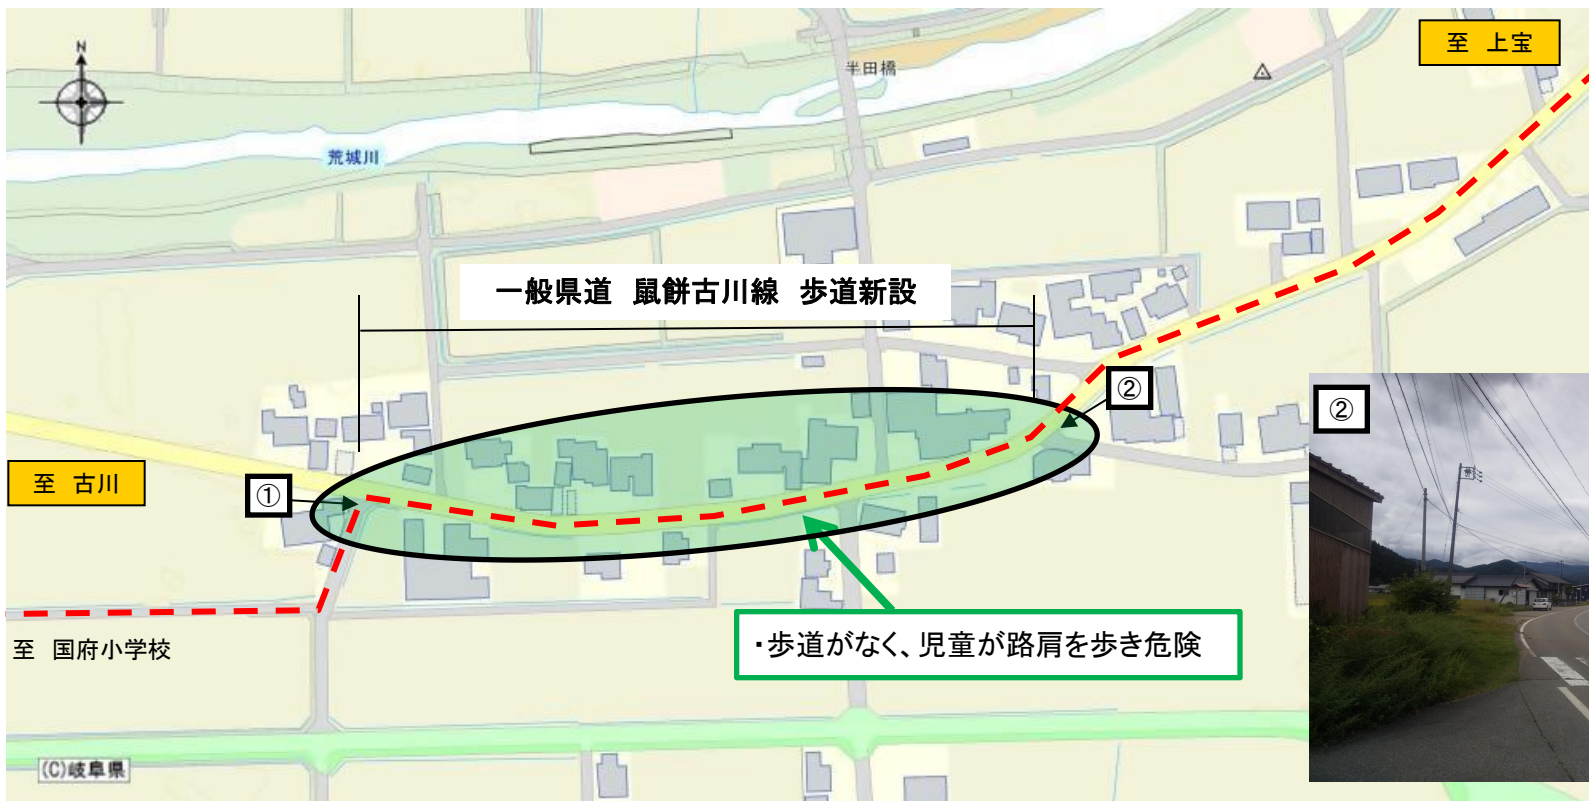 N
至 上宝
半田橋
荒城川
一般県道 鼠餅古川線 歩道新設
②
②
至 古川
①
・歩道がなく、児童が路肩を歩き危険
至 国府小学校
(C)岐阜県